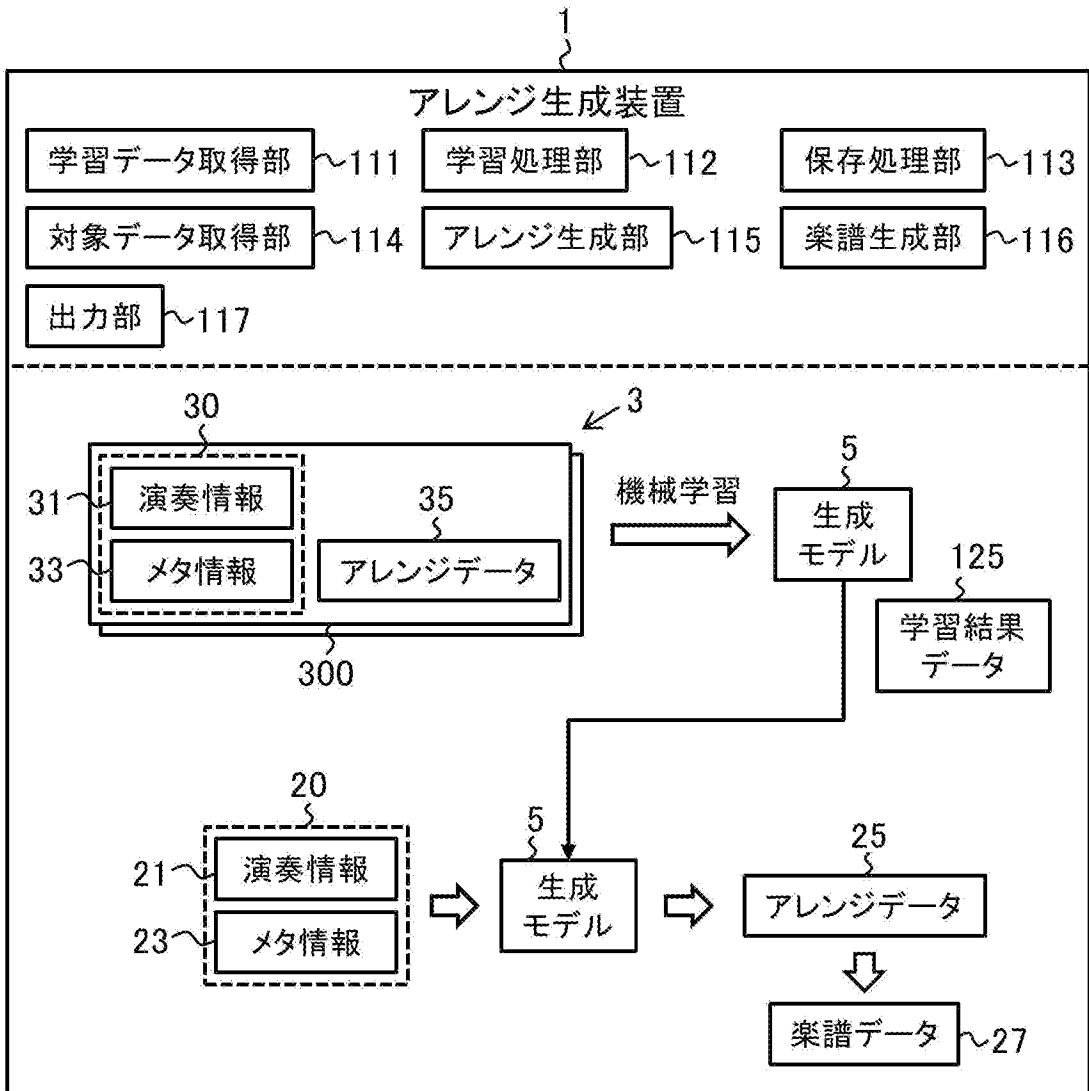 1
アレンジ生成装置
学習データ取得部 111 学習処理部 112 保存処理部 113
対象データ取得部 114 アレンジ生成部 115 楽譜生成部 116
出力部 117
30
3
31 演奏情報
33 メタ情報
35
アレンジデータ
300
機械学習
5
生成
モデル
125
学習結果
データ
20
21 演奏情報
23 メタ情報
5
生成
モデル
25
アレンジデータ
楽譜データ 27